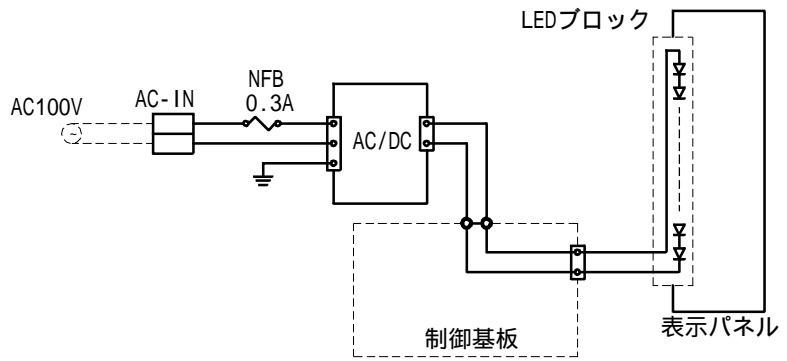 LEDブロック
NFB
0.3A
AC-IN
AC100V
AC/DC
制御基板
表示パネル